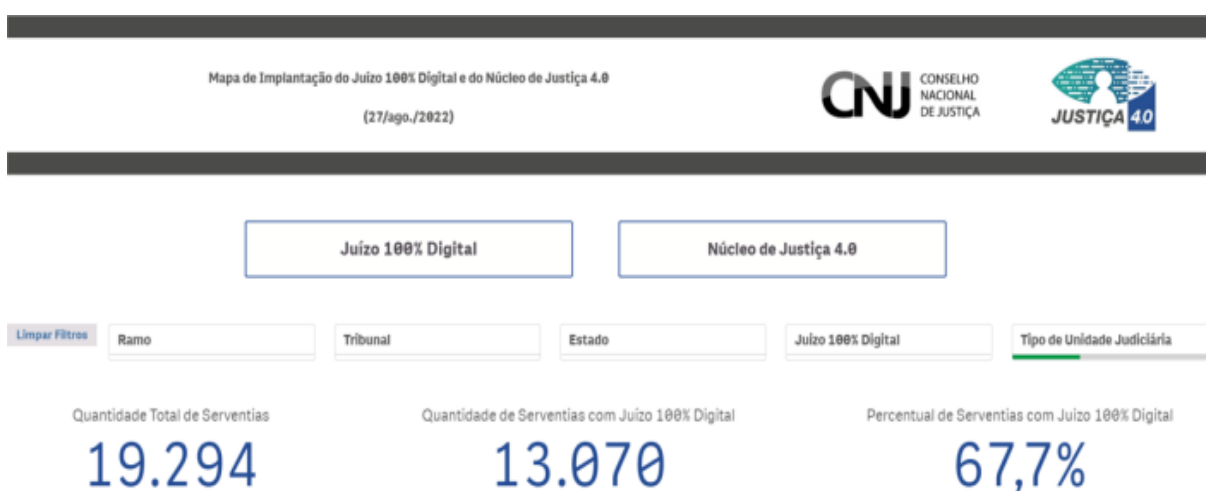 Mapa de Implantação do Juízo 100% Digital e do Núcleo de Justiça 4.0
(27/ago./2022)
CNJ
CONSELHO
NACIONAL
DE JUSTIÇA
JUSTIÇA 4.0
Juízo 100% Digital
Núcleo de Justiça 4.0
Limpar Filtros
Ramo
Tribunal
Estado
Juízo 100% Digital
Tipo de Unidade Judiciária
Quantidade Total de Serventias
Quantidade de Serventias com Juízo 100% Digital
Percentual de Serventias com Juízo 100% Digital
19.294
13.070
67,7%